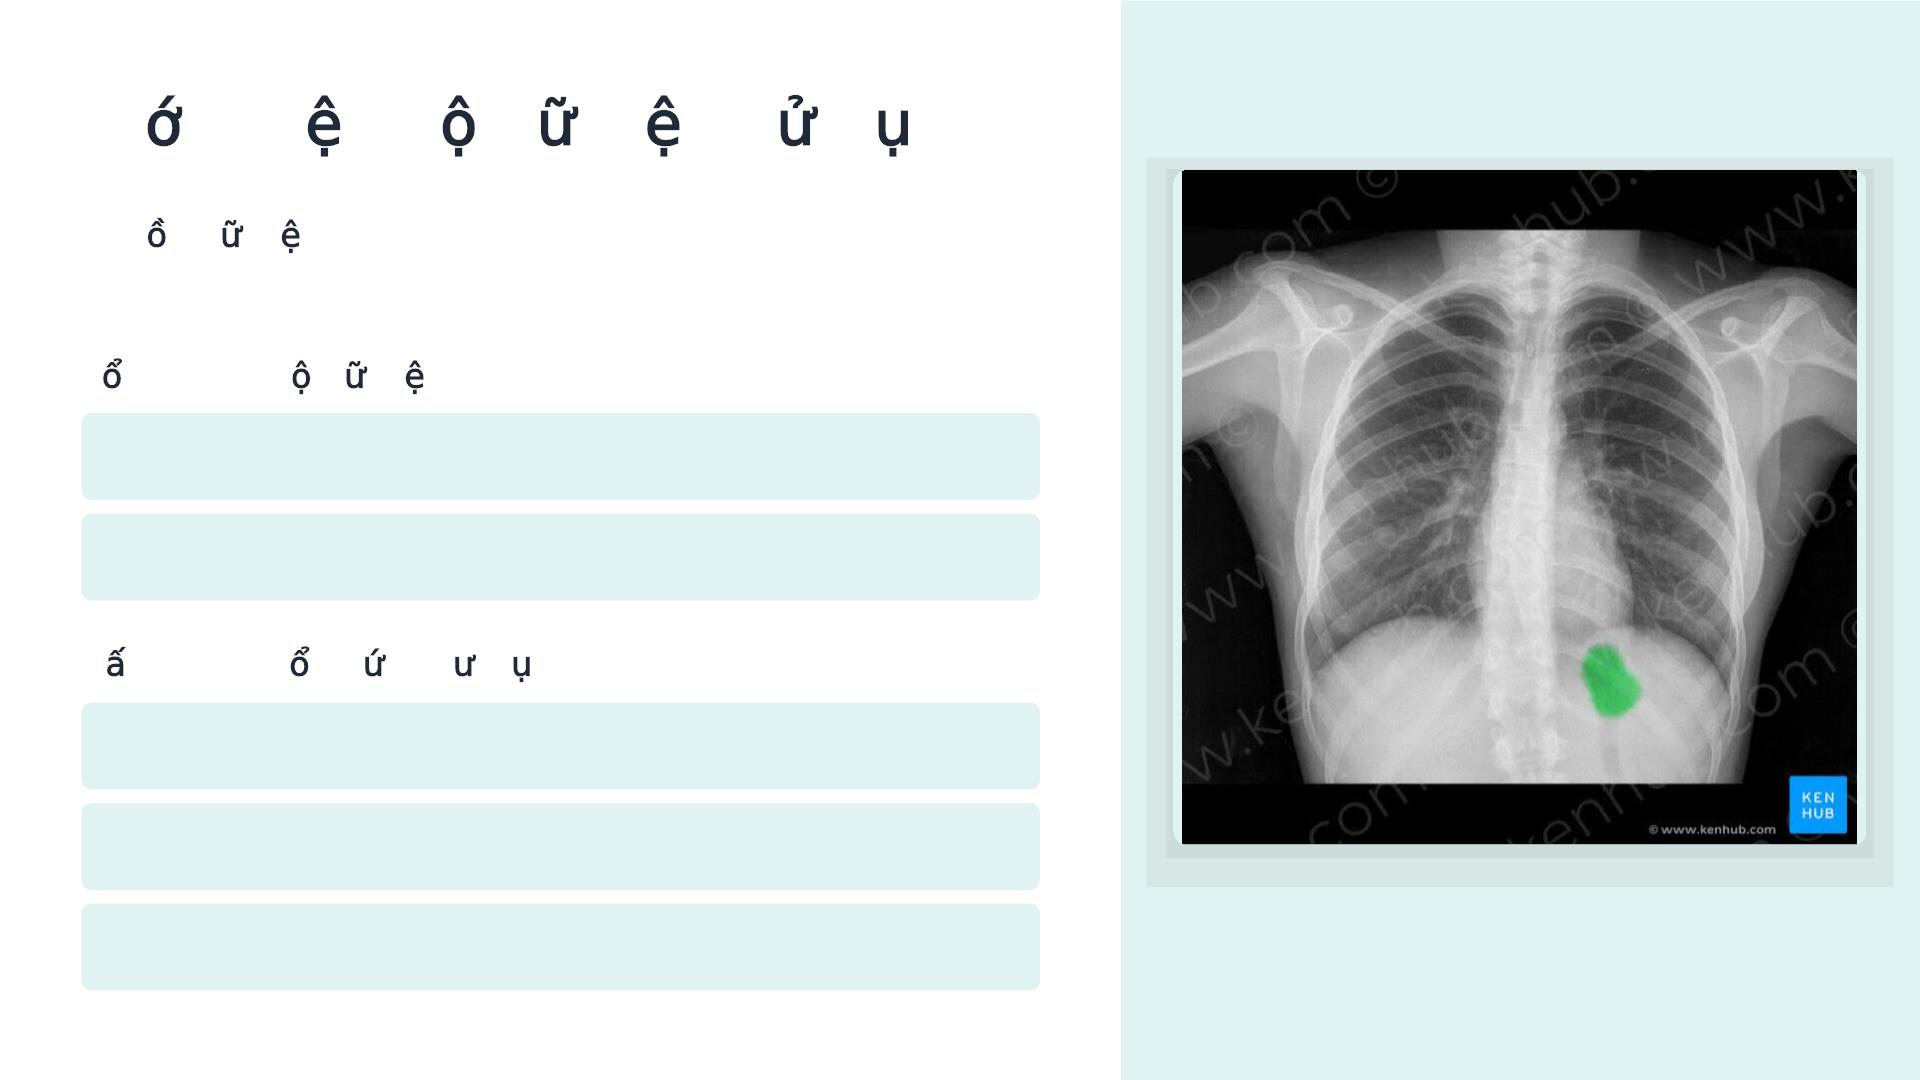 ớ ệ ộ ữ ệ ử ụ
ồ ữ ệ
ổ ộ ữ ệ
ấ ổ ứ ư ụ
KEN
HUB
© www.kenhub.com